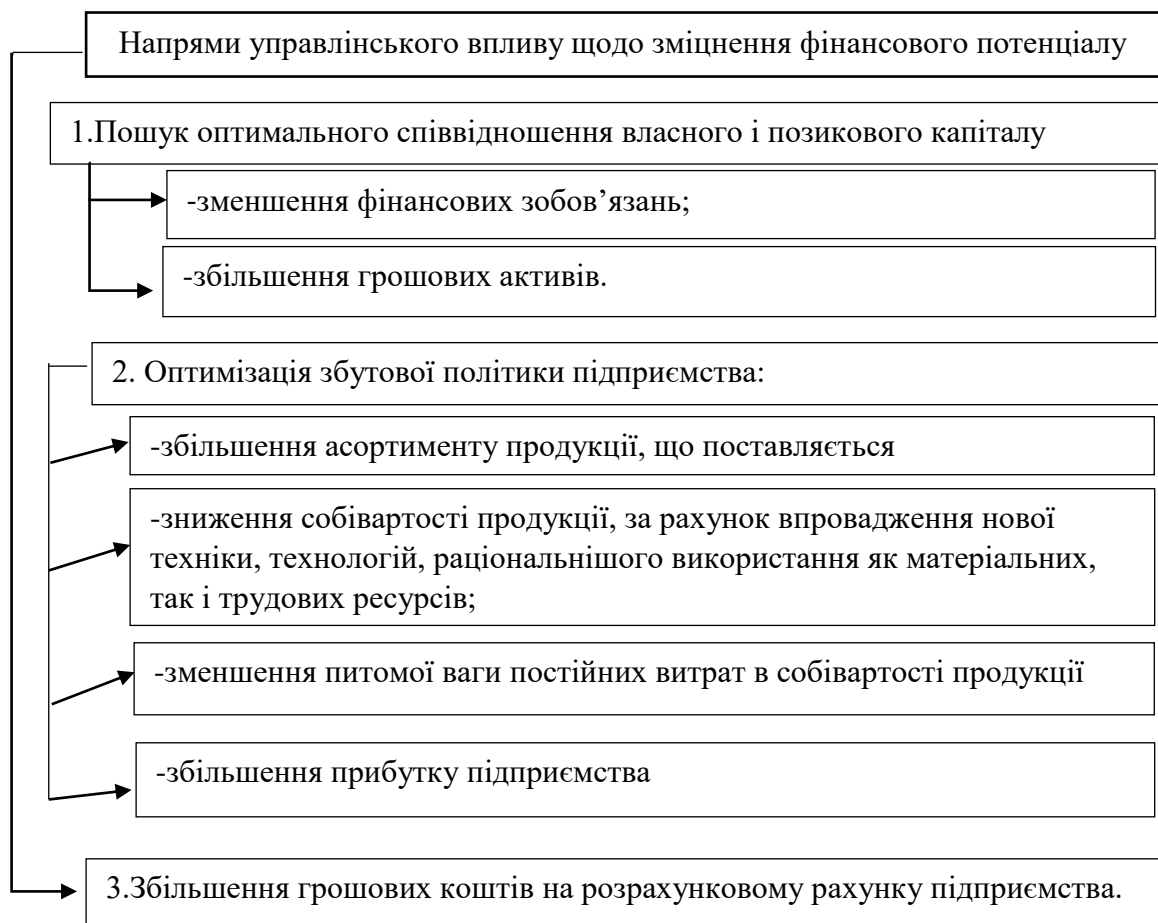 Напрями управлінського впливу щодо зміцнення фінансового потенціалу
1.Пошук оптимального співвідношення власного і позикового капіталу
-зменшення фінансових зобов’язань;
-збільшення грошових активів.
2. Оптимізація збутової політики підприємства:
-збільшення асортименту продукції, що поставляється
-зниження собівартості продукції, за рахунок впровадження нової
техніки, технологій, раціональнішого використання як матеріальних,
так і трудових ресурсів;
-зменшення питомої ваги постійних витрат в собівартості продукції
-збільшення прибутку підприємства
3.Збільшення грошових коштів на розрахунковому рахунку підприємства.